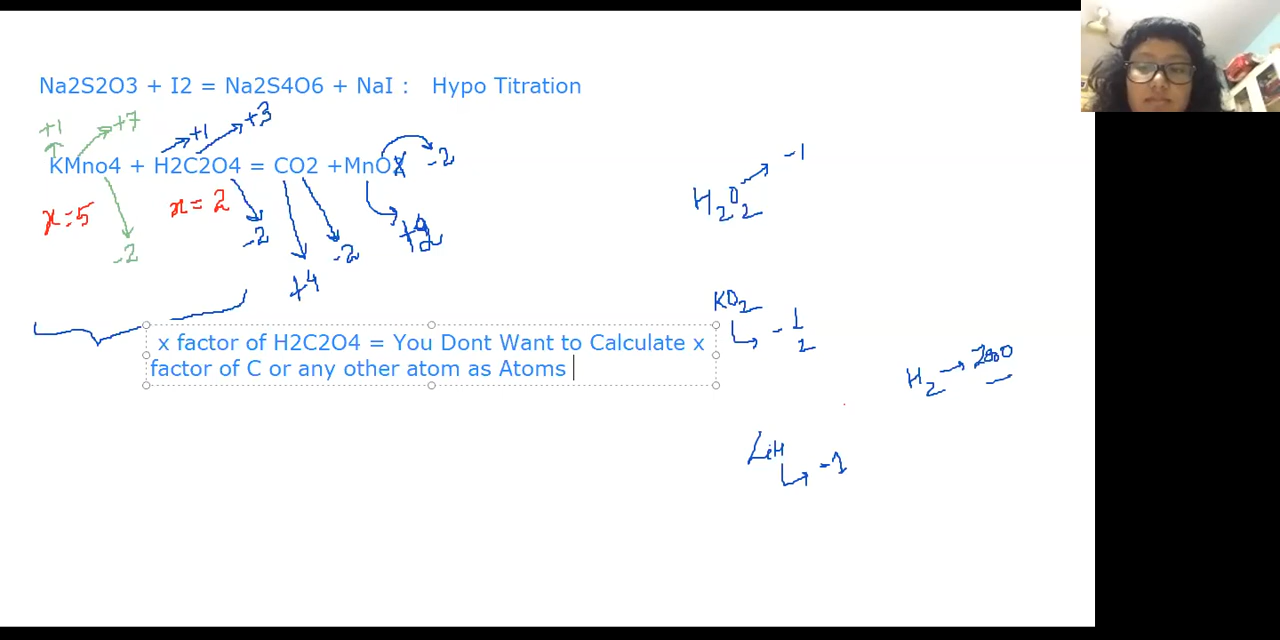 Na2S2O3 + I2 = Na2S4O6 + NaI : Hypo Titration
+1 +7 +1 +3
KMno4 + H2C2O4 = CO2 +MnO -2
x=5 x=2
-2 -2 +4 -2
x factor of H2C2O4 = You Dont Want to Calculate x
factor of C or any other atom as Atoms
H2O2 -1
KO2 -1/2
H2
LiH -1